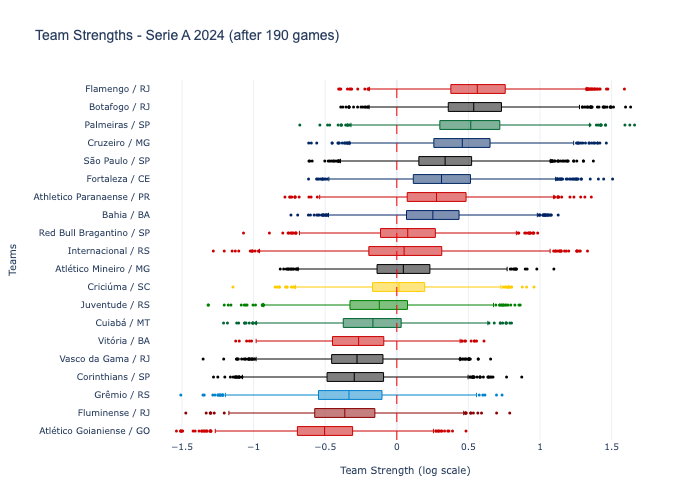 Team Strengths - Serie A 2024 (after 190 games)
Flamengo / RJ
Botafogo / RJ
Palmeiras / SP
Cruzeiro / MG
São Paulo / SP
Fortaleza / CE
Athletico Paranaense / PR
Bahia / BA
Red Bull Bragantino / SP
Internacional / RS
Atlético Mineiro / MG
Criciúma / SC
Juventude / RS
Cuiabá / MT
Vitória / BA
Vasco da Gama / RJ
Corinthians / SP
Grêmio / RS
Fluminense / RJ
Atlético Goianiense / GO
Teams
−1.5 −1 −0.5 0 0.5 1 1.5
Team Strength (log scale)